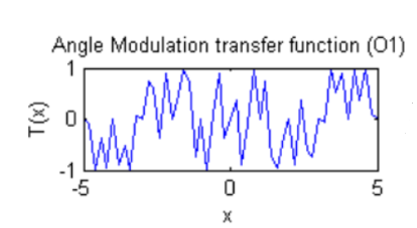 Angle Modulation transfer function (O1)
1
0
-1
T(x)
-5 0 5
x